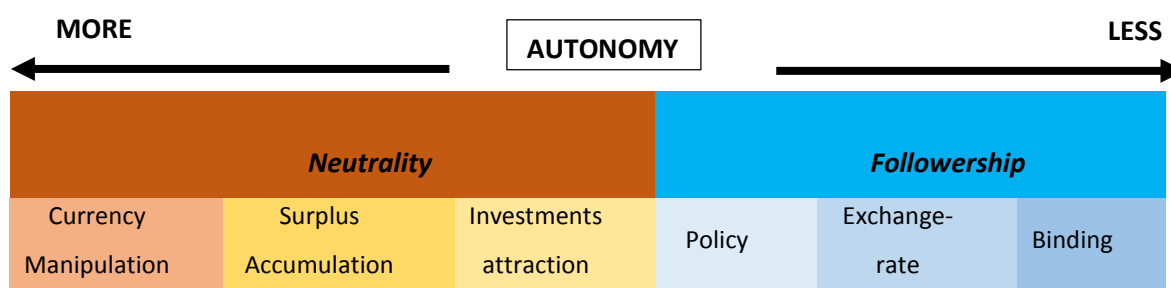 MORE
AUTONOMY
LESS
Neutrality
Followership
Currency
Manipulation
Surplus
Accumulation
Investments
attraction
Policy
Exchange-
rate
Binding